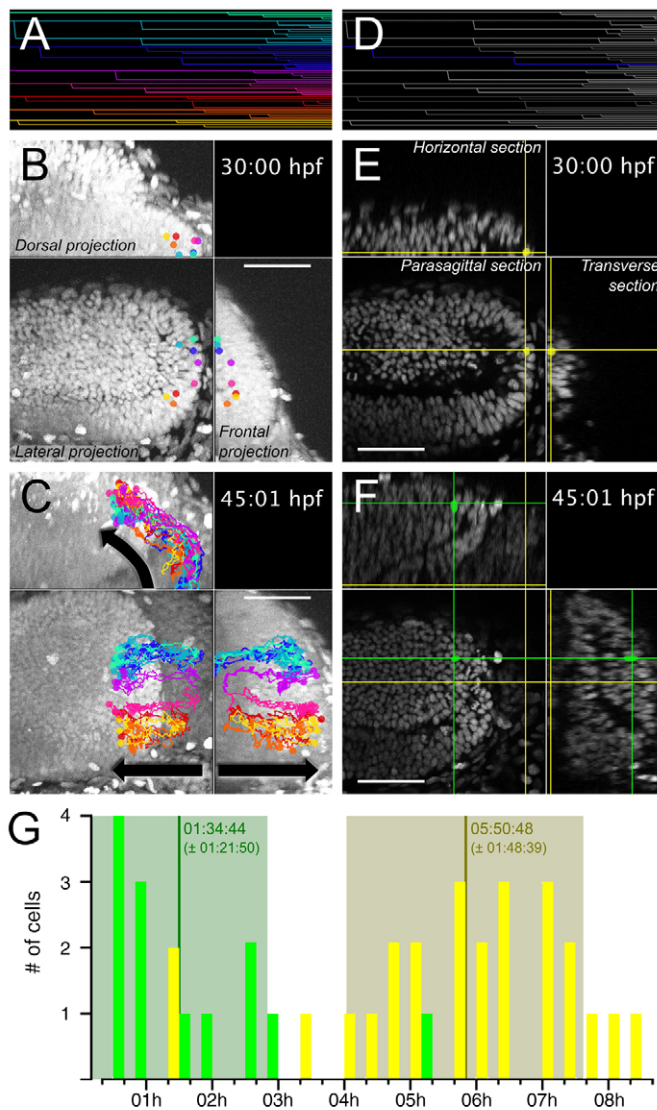 A
D
B
30:00 hpf
Dorsal projection
Lateral projection
Frontal projection
E
Horizontal section
30:00 hpf
Parasagittal section
Transverse section
C
45:01 hpf
F
45:01 hpf
G
# of cells
4
3
2
1
01:34:44
(± 01:21:50)
05:50:48
(± 01:48:39)
01h
02h
03h
04h
05h
06h
07h
08h